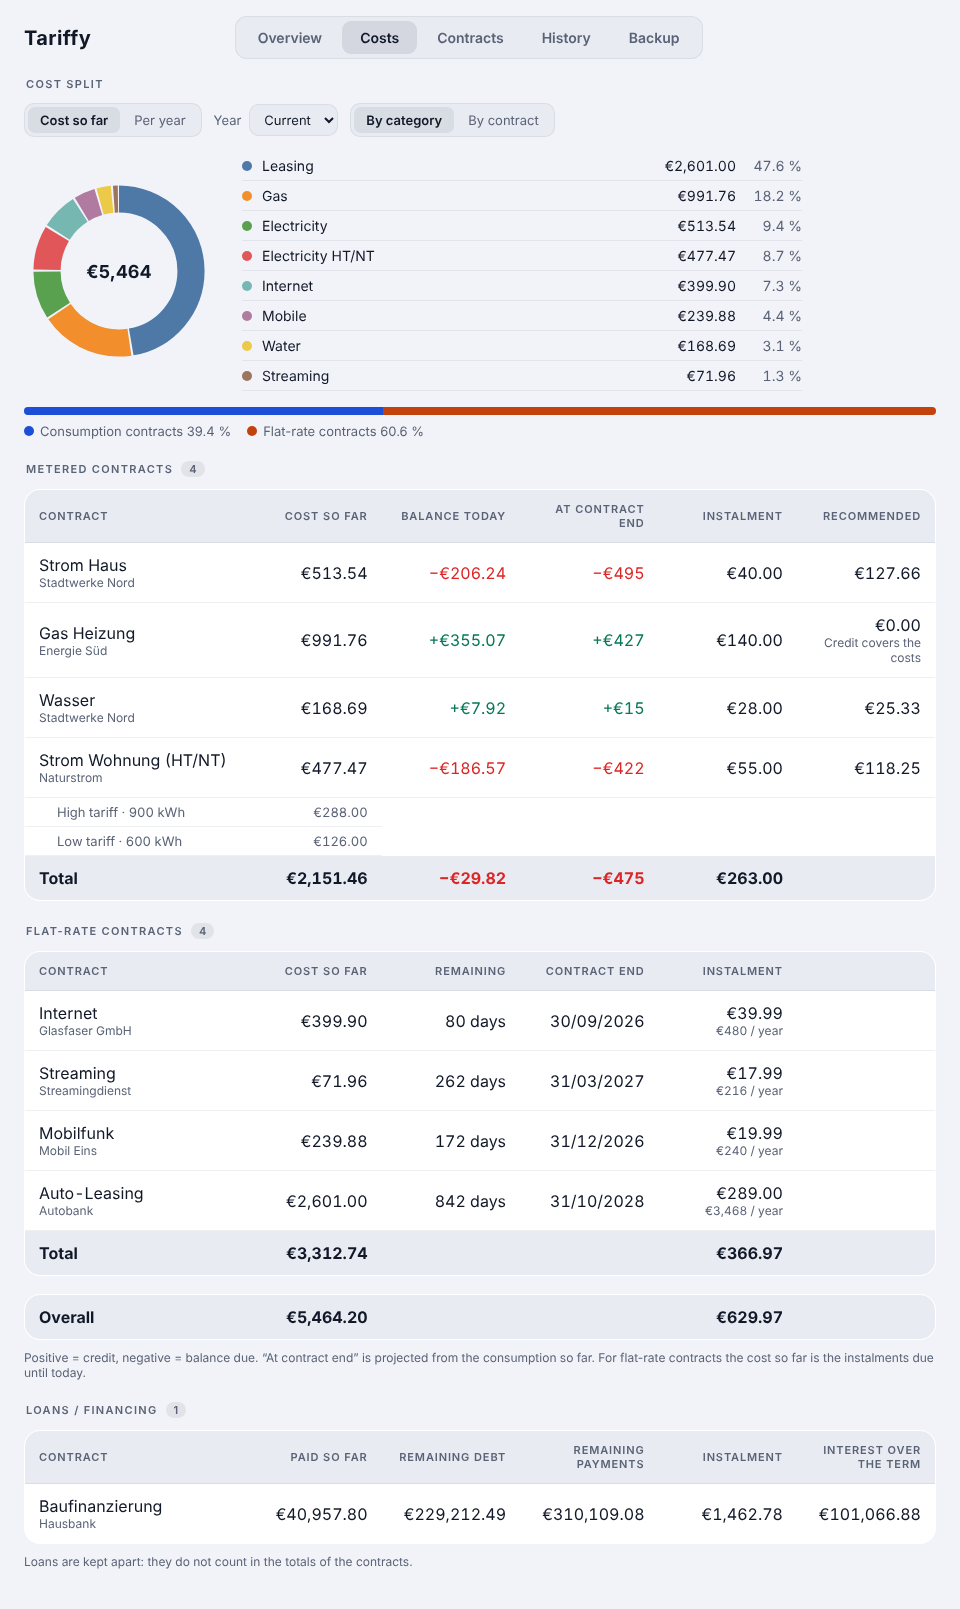 Tariffy
Overview Costs Contracts History Backup
COST SPLIT
Cost so far Per year Year Current By category By contract
€5,464
Leasing €2,601.00 47.6 %
Gas €991.76 18.2 %
Electricity €513.54 9.4 %
Electricity HT/NT €477.47 8.7 %
Internet €399.90 7.3 %
Mobile €239.88 4.4 %
Water €168.69 3.1 %
Streaming €71.96 1.3 %
Consumption contracts 39.4 % Flat-rate contracts 60.6 %
METERED CONTRACTS 4
CONTRACT COST SO FAR BALANCE TODAY AT CONTRACT END INSTALMENT RECOMMENDED
Strom Haus €513.54 −€206.24 −€495 €40.00 €127.66
Stadtwerke Nord
Gas Heizung €991.76 +€355.07 +€427 €140.00 €0.00
Energie Süd Credit covers the costs
Wasser €168.69 +€7.92 +€15 €28.00 €25.33
Stadtwerke Nord
Strom Wohnung (HT/NT) €477.47 −€186.57 −€422 €55.00 €118.25
Naturstrom
High tariff · 900 kWh €288.00
Low tariff · 600 kWh €126.00
Total €2,151.46 −€29.82 −€475 €263.00
FLAT-RATE CONTRACTS 4
CONTRACT COST SO FAR REMAINING CONTRACT END INSTALMENT
Internet €399.90 80 days 30/09/2026 €39.99
Glasfaser GmbH €480 / year
Streaming €71.96 262 days 31/03/2027 €17.99
Streamingdienst €216 / year
Mobilfunk €239.88 172 days 31/12/2026 €19.99
Mobil Eins €240 / year
Auto-Leasing €2,601.00 842 days 31/10/2028 €289.00
Autobank €3,468 / year
Total €3,312.74 €366.97
Overall €5,464.20 €629.97
Positive = credit, negative = balance due. “At contract end” is projected from the consumption so far. For flat-rate contracts the cost so far is the instalments due
until today.
LOANS / FINANCING 1
CONTRACT PAID SO FAR REMAINING DEBT REMAINING PAYMENTS INSTALMENT INTEREST OVER THE TERM
Baufinanzierung €40,957.80 €229,212.49 €310,109.08 €1,462.78 €101,066.88
Hausbank
Loans are kept apart: they do not count in the totals of the contracts.